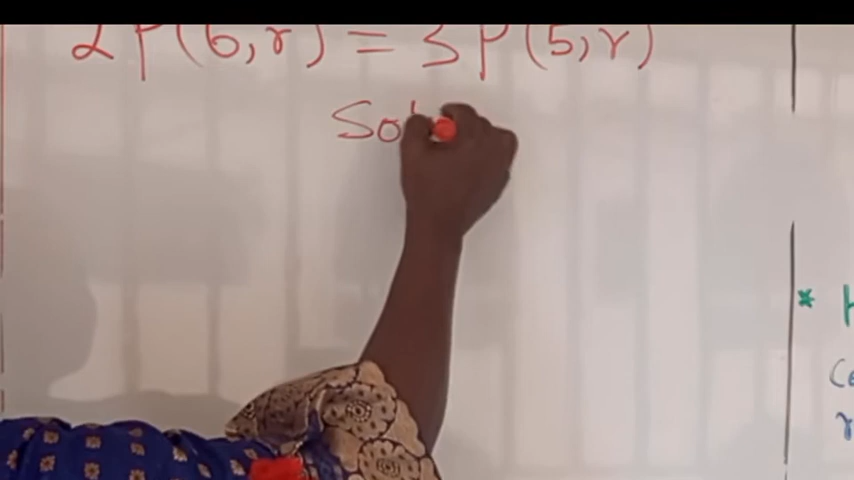 2P(6,r) = 3P(5,r)
Sol
*